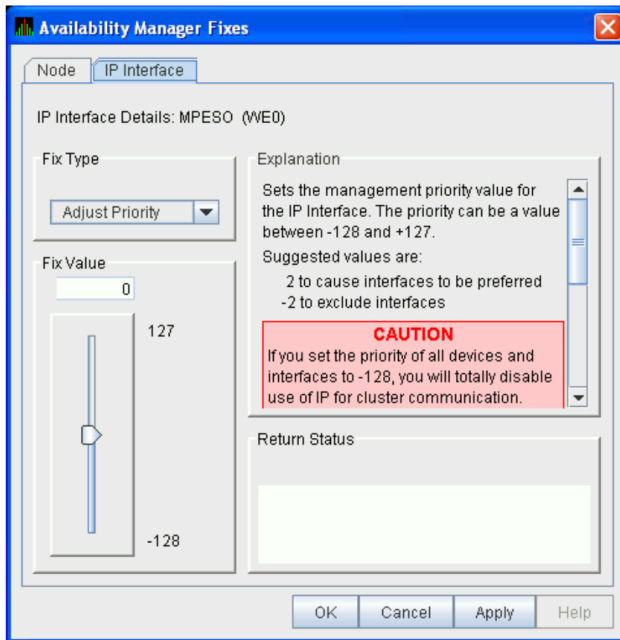 Availability Manager Fixes
Node
IP Interface
IP Interface Details: MPESO (WE0)
Fix Type
Adjust Priority
Fix Value
0
127
-128
Explanation
Sets the management priority value for
the IP Interface. The priority can be a value
between -128 and +127.
Suggested values are:
2 to cause interfaces to be preferred
-2 to exclude interfaces
CAUTION
If you set the priority of all devices and
interfaces to -128, you will totally disable
use of IP for cluster communication.
Return Status
OK
Cancel
Apply
Help